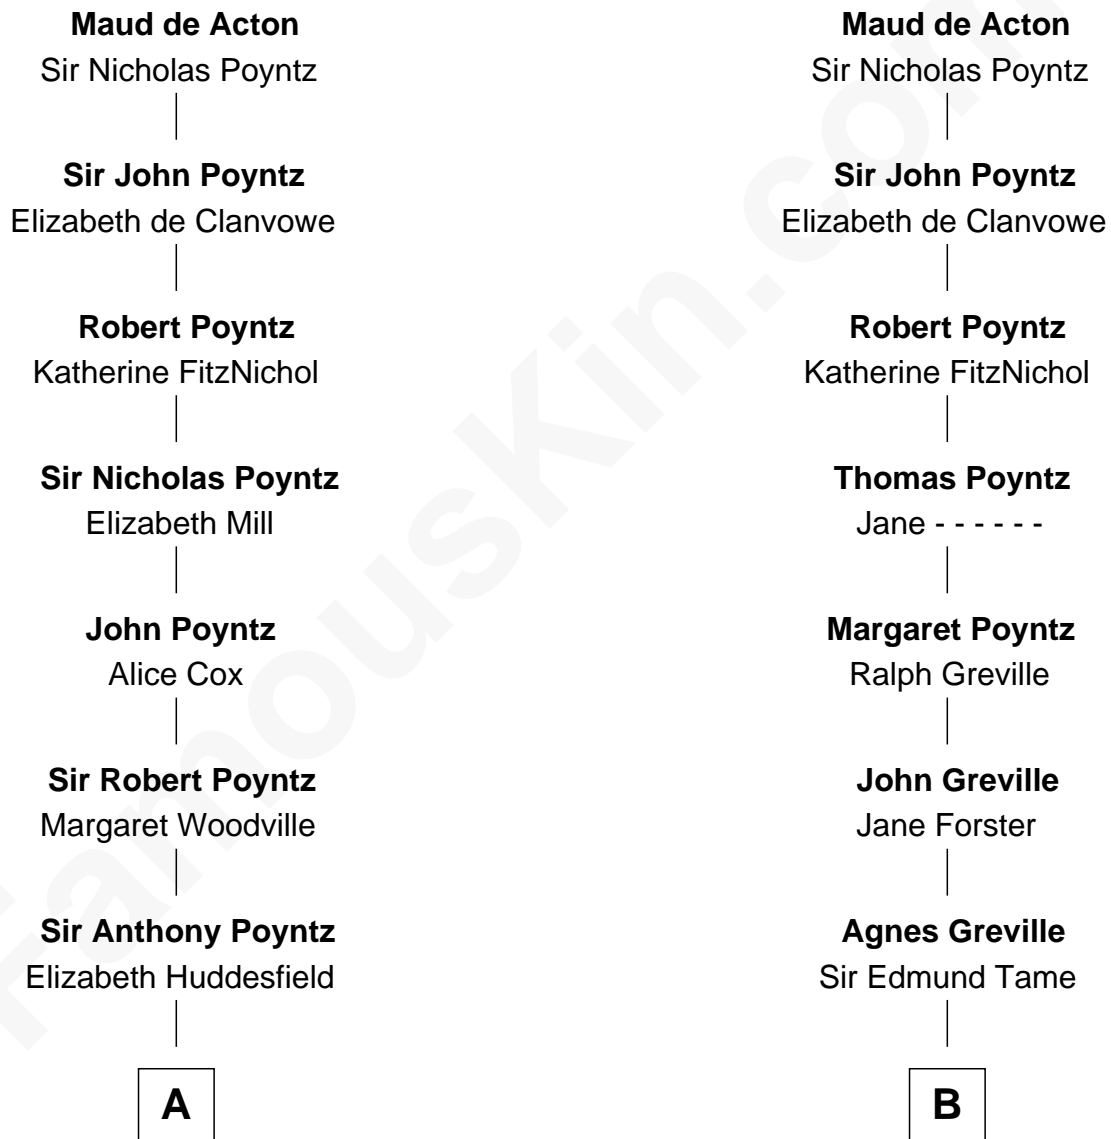 Maud de Acton
Sir Nicholas Poyntz
Sir John Poyntz
Elizabeth de Clanvowe
Robert Poyntz
Katherine FitzNichol
Sir Nicholas Poyntz
Elizabeth Mill
John Poyntz
Alice Cox
Sir Robert Poyntz
Margaret Woodville
Sir Anthony Poyntz
Elizabeth Huddesfield
A
Maud de Acton
Sir Nicholas Poyntz
Sir John Poyntz
Elizabeth de Clanvowe
Robert Poyntz
Katherine FitzNichol
Thomas Poyntz
Jane - - - - - -
Margaret Poyntz
Ralph Greville
John Greville
Jane Forster
Agnes Greville
Sir Edmund Tame
B
FamousKin.com